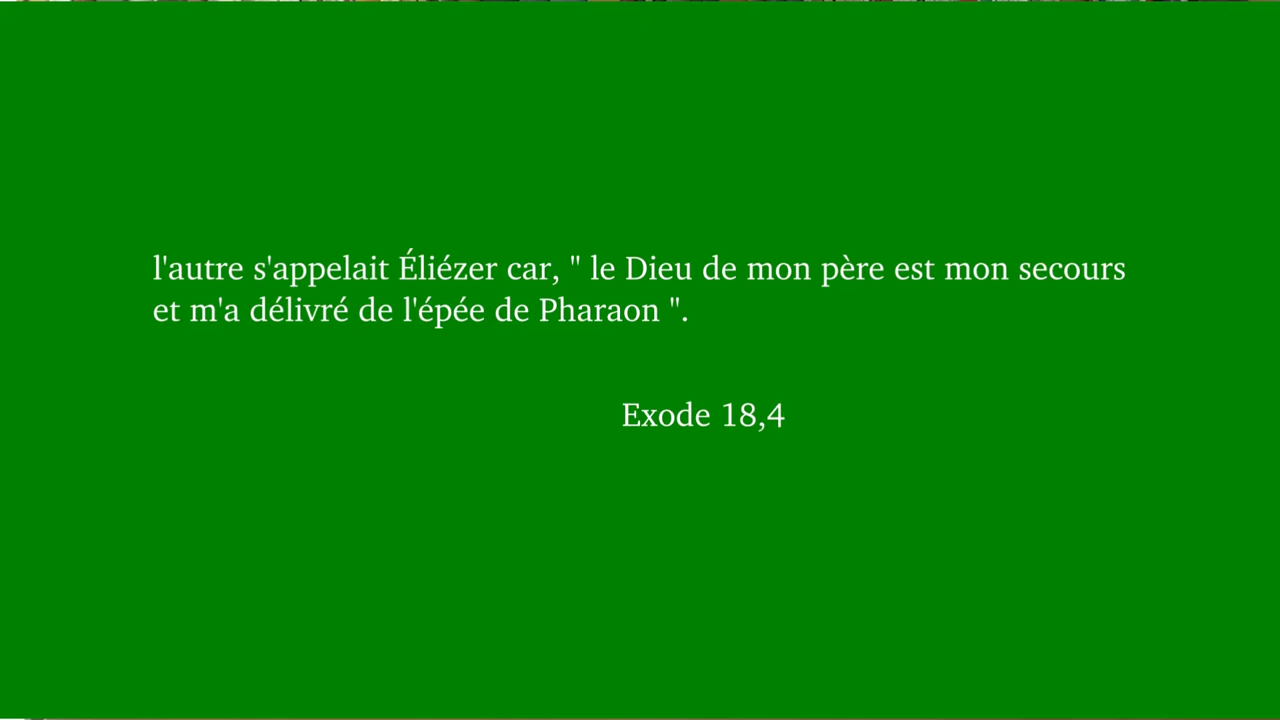 l'autre s'appelait Éliézer car, " le Dieu de mon père est mon secours
et m'a délivré de l'épée de Pharaon ".
Exode 18,4